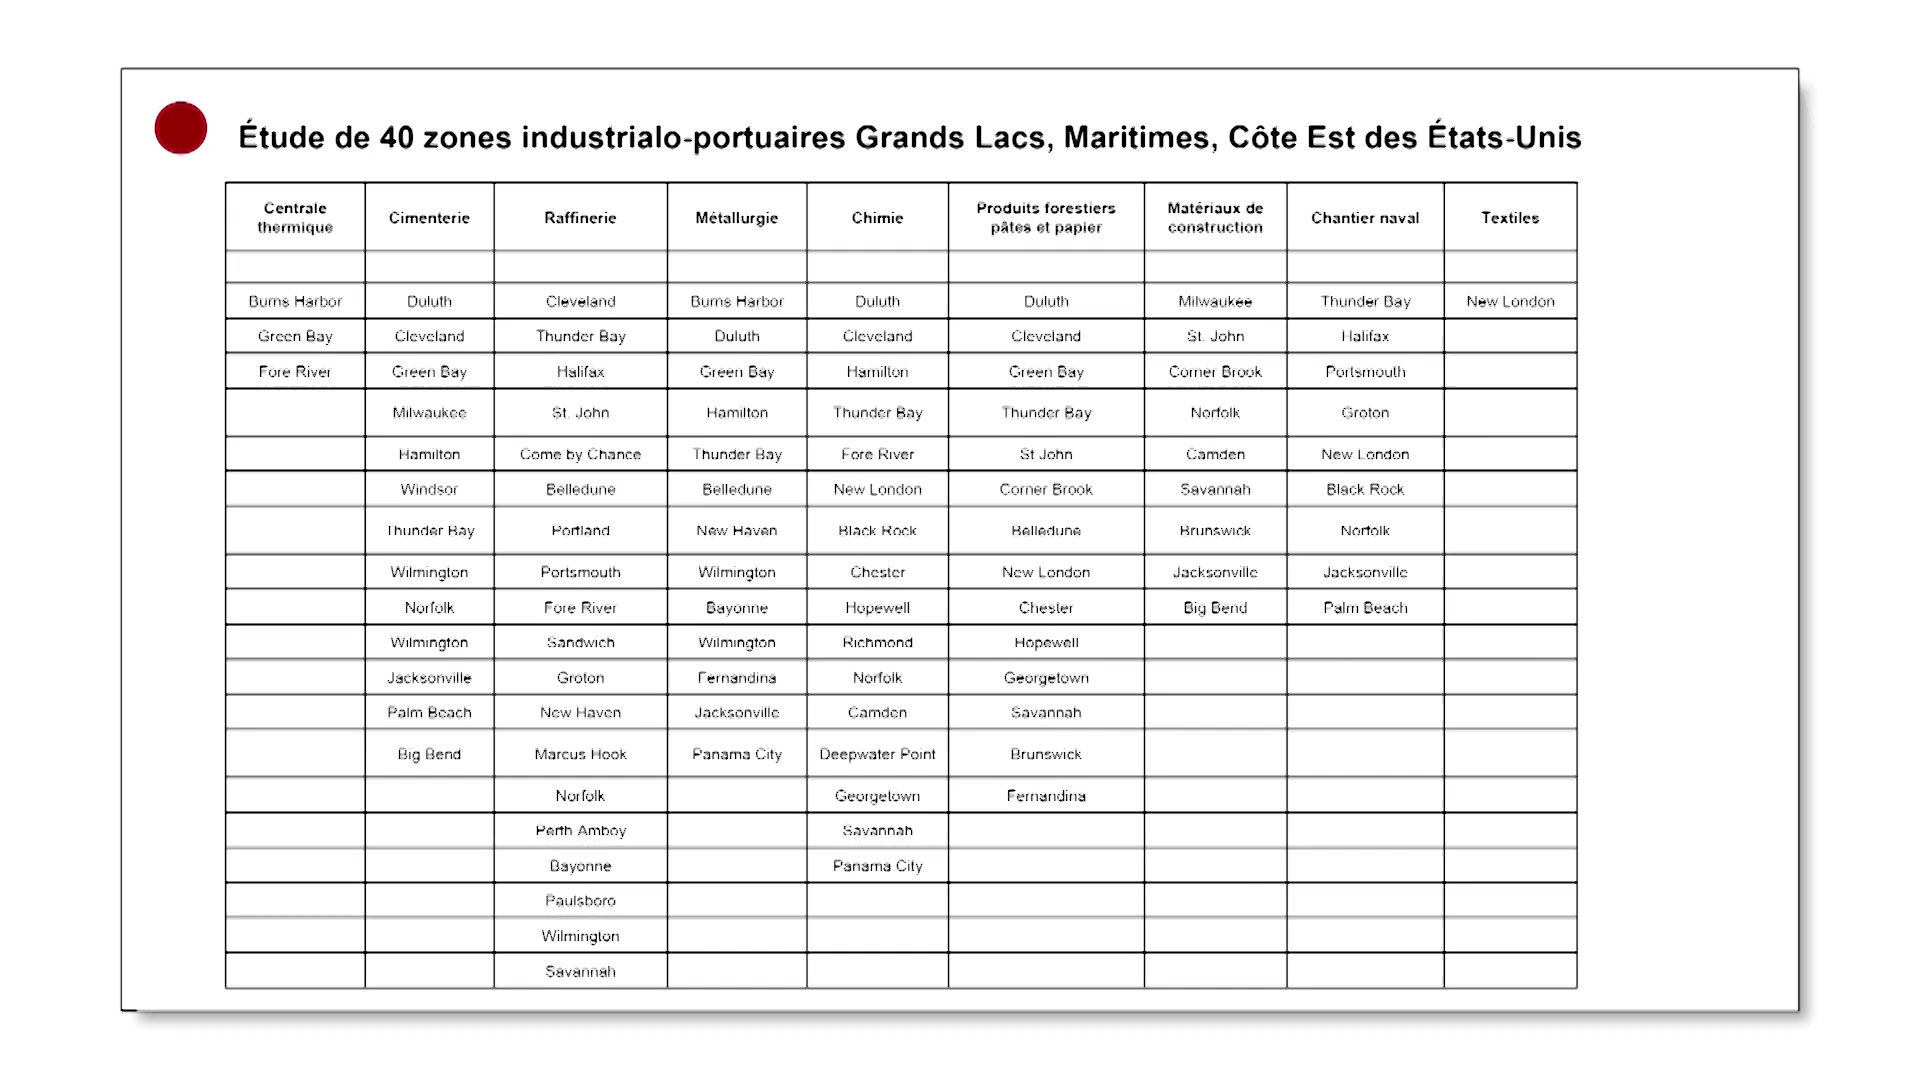 Étude de 40 zones industrialo-portuaires Grands Lacs, Maritimes, Côte Est des États-Unis
Centrale thermique Cimenterie Raffinerie Métallurgie Chimie Produits forestiers pâtes et papier Matériaux de construction Chantier naval Textiles
Burns Harbor Duluth Cleveland Burns Harbor Duluth Duluth Milwaukee Thunder Bay New London
Green Bay Cleveland Thunder Bay Duluth Cleveland Cleveland St. John Halifax
Fore River Green Bay Halifax Green Bay Hamilton Green Bay Corner Brook Portsmouth
Milwaukee St. John Hamilton Thunder Bay Thunder Bay Norfolk Groton
Hamilton Come by Chance Thunder Bay Fore River St John Camden New London
Windsor Belledune Belledune New London Corner Brook Savannah Black Rock
Thunder Bay Portland New Haven Black Rock Belledune Brunswick Norfolk
Wilmington Portsmouth Wilmington Chester New London Jacksonville Jacksonville
Norfolk Fore River Bayonne Hopewell Chester Big Bend Palm Beach
Wilmington Sandwich Wilmington Richmond Hopewell
Jacksonville Groton Fernandina Norfolk Georgetown
Palm Beach New Haven Jacksonville Camden Savannah
Big Bend Marcus Hook Panama City Deepwater Point Brunswick
Norfolk Georgetown Fernandina
Perth Amboy Savannah
Bayonne Panama City
Paulsboro
Wilmington
Savannah